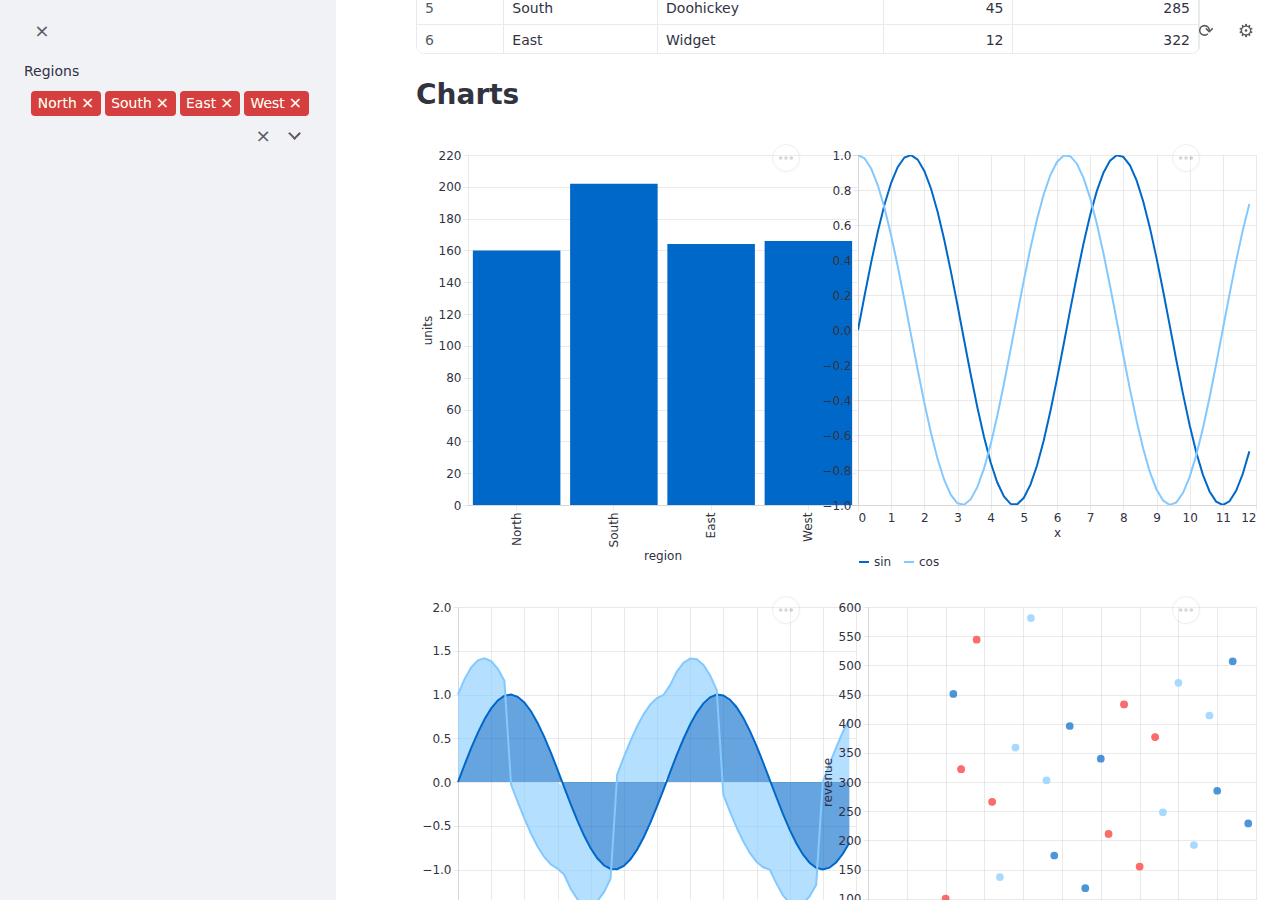 Regions
North
South
East
West
5 South Doohickey 45 285
6 East Widget 12 322
Charts
220
200
180
160
140
120
100
80
60
40
20
0
units
North South East West
region
1.0
0.8
0.6
0.4
0.2
0.0
−0.2
−0.4
−0.6
−0.8
−1.0
0 1 2 3 4 5 6 7 8 9 10 11 12
x
sin cos
2.0
1.5
1.0
0.5
0.0
−0.5
−1.0
600
550
500
450
400
350
300
250
200
150
100
revenue